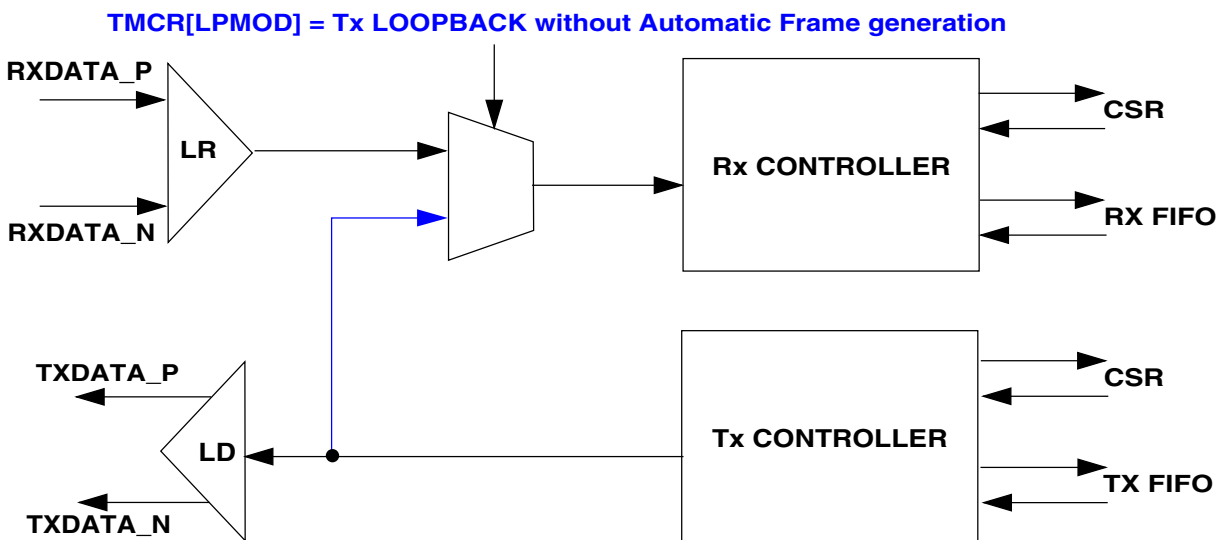 TMCR[LPMOD] = Tx LOOPBACK without Automatic Frame generation
RXDATA_P
LR
RXDATA_N
Rx CONTROLLER
CSR
RX FIFO
TXDATA_P
LD
TXDATA_N
Tx CONTROLLER
CSR
TX FIFO